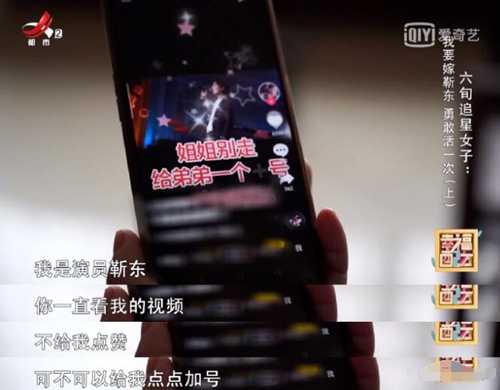 都市2
iQIYI 爱奇艺
六旬追星女子：
我要嫁靳东 勇敢活一次（上）
姐姐别走
给弟弟一个+号
幸福
我是演员靳东
你一直看我的视频
不给我点赞
可不可以给我点点加号